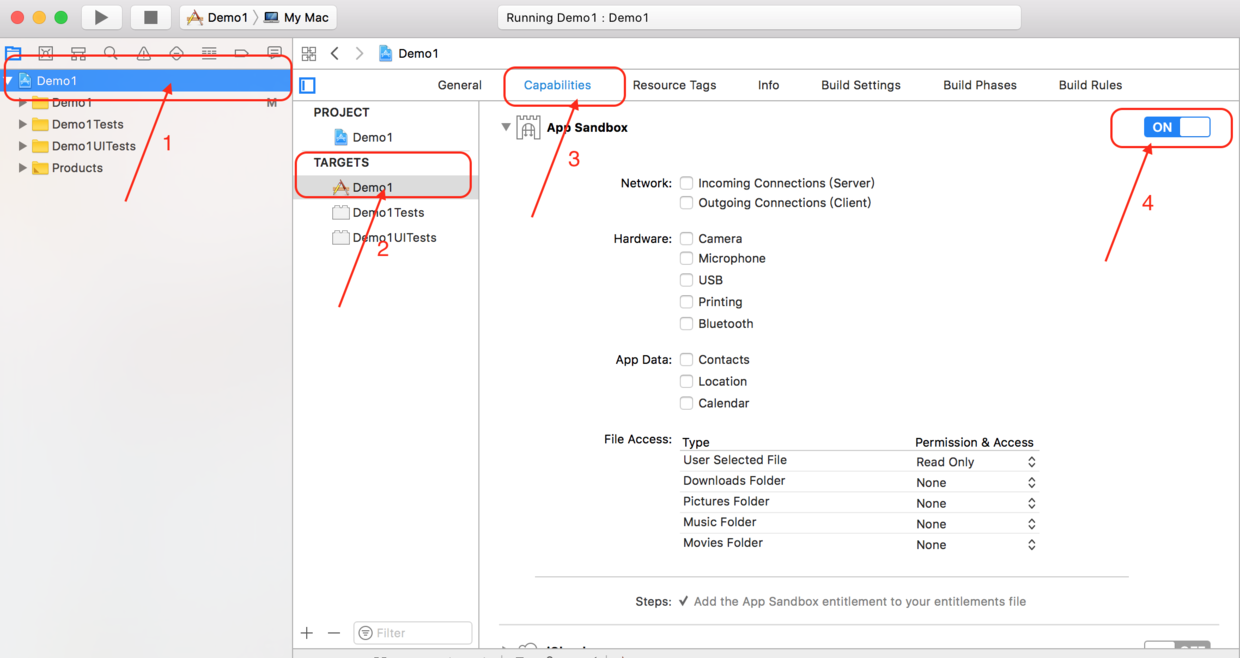 Demo1 My Mac
Running Demo1 : Demo1
Demo1
Demo1
General Capabilities Resource Tags Info Build Settings Build Phases Build Rules
Demo1 M
Demo1Tests
Demo1UITests
Products
1
PROJECT
Demo1
TARGETS
Demo1
Demo1Tests
Demo1UITests
2
App Sandbox ON
3
4
Network: Incoming Connections (Server)
Outgoing Connections (Client)
Hardware: Camera
Microphone
USB
Printing
Bluetooth
App Data: Contacts
Location
Calendar
File Access: Type Permission & Access
User Selected File Read Only
Downloads Folder None
Pictures Folder None
Music Folder None
Movies Folder None
Steps: ✓ Add the App Sandbox entitlement to your entitlements file
+ − Filter